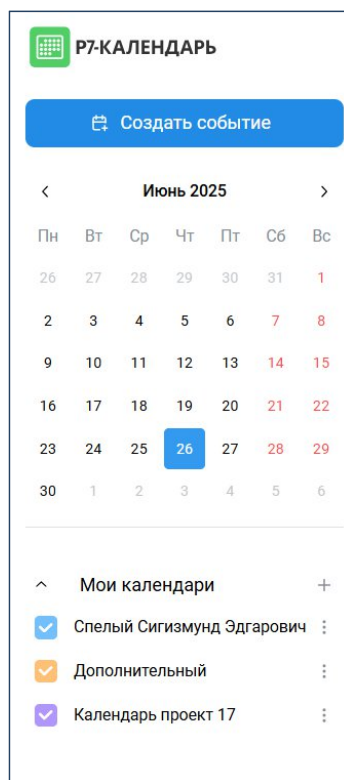 Р7-КАЛЕНДАРЬ
Создать событие
Июнь 2025
Пн Вт Ср Чт Пт Сб Вс
26 27 28 29 30 31 1
2 3 4 5 6 7 8
9 10 11 12 13 14 15
16 17 18 19 20 21 22
23 24 25 26 27 28 29
30 1 2 3 4 5 6
Мои календари
Спелый Сигизмунд Эдгарович
Дополнительный
Календарь проект 17